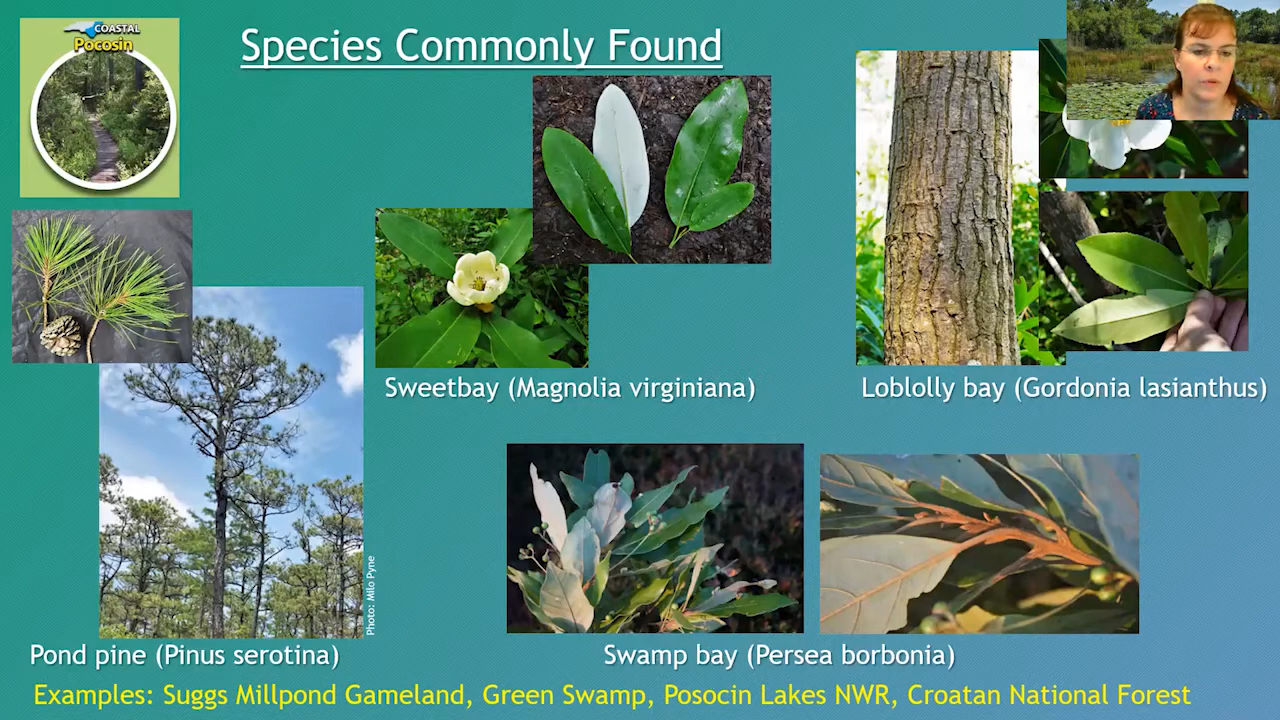 COASTAL
Pocosin
Species Commonly Found
Sweetbay (Magnolia virginiana)
Loblolly bay (Gordonia lasianthus)
Photo: Milo Pyne
Pond pine (Pinus serotina)
Swamp bay (Persea borbonia)
Examples: Suggs Millpond Gameland, Green Swamp, Posocin Lakes NWR, Croatan National Forest